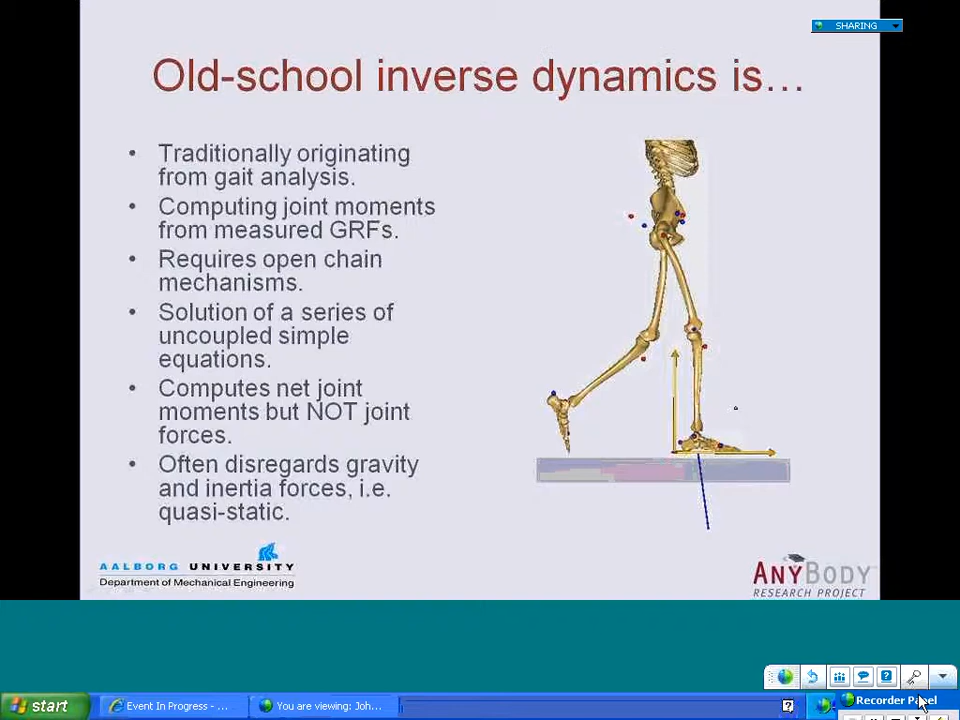 SHARING
Old-school inverse dynamics is...
• Traditionally originating
from gait analysis.
• Computing joint moments
from measured GRFs.
• Requires open chain
mechanisms.
• Solution of a series of
uncoupled simple
equations.
• Computes net joint
moments but NOT joint
forces.
• Often disregards gravity
and inertia forces, i.e.
quasi-static.
AALBORG UNIVERSITY
Department of Mechanical Engineering
ANYBODY
RESEARCH PROJECT
start
Event In Progress - ...
You are viewing: Joh...
Recorder Panel